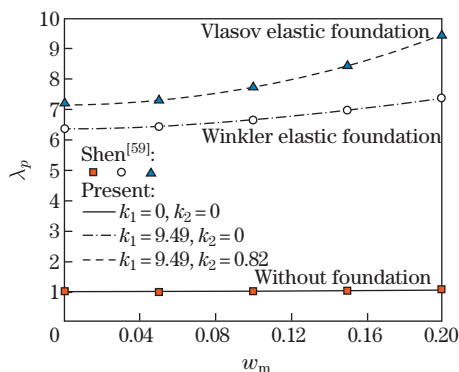 10
9
8
7
6
5
4
3
2
1
λp
Vlasov elastic foundation
Winkler elastic foundation
Shen[59]:
Present:
k1=0, k2=0
k1=9.49, k2=0
k1=9.49, k2=0.82
Without foundation
0 0.04 0.08 0.12 0.16 0.20
wm